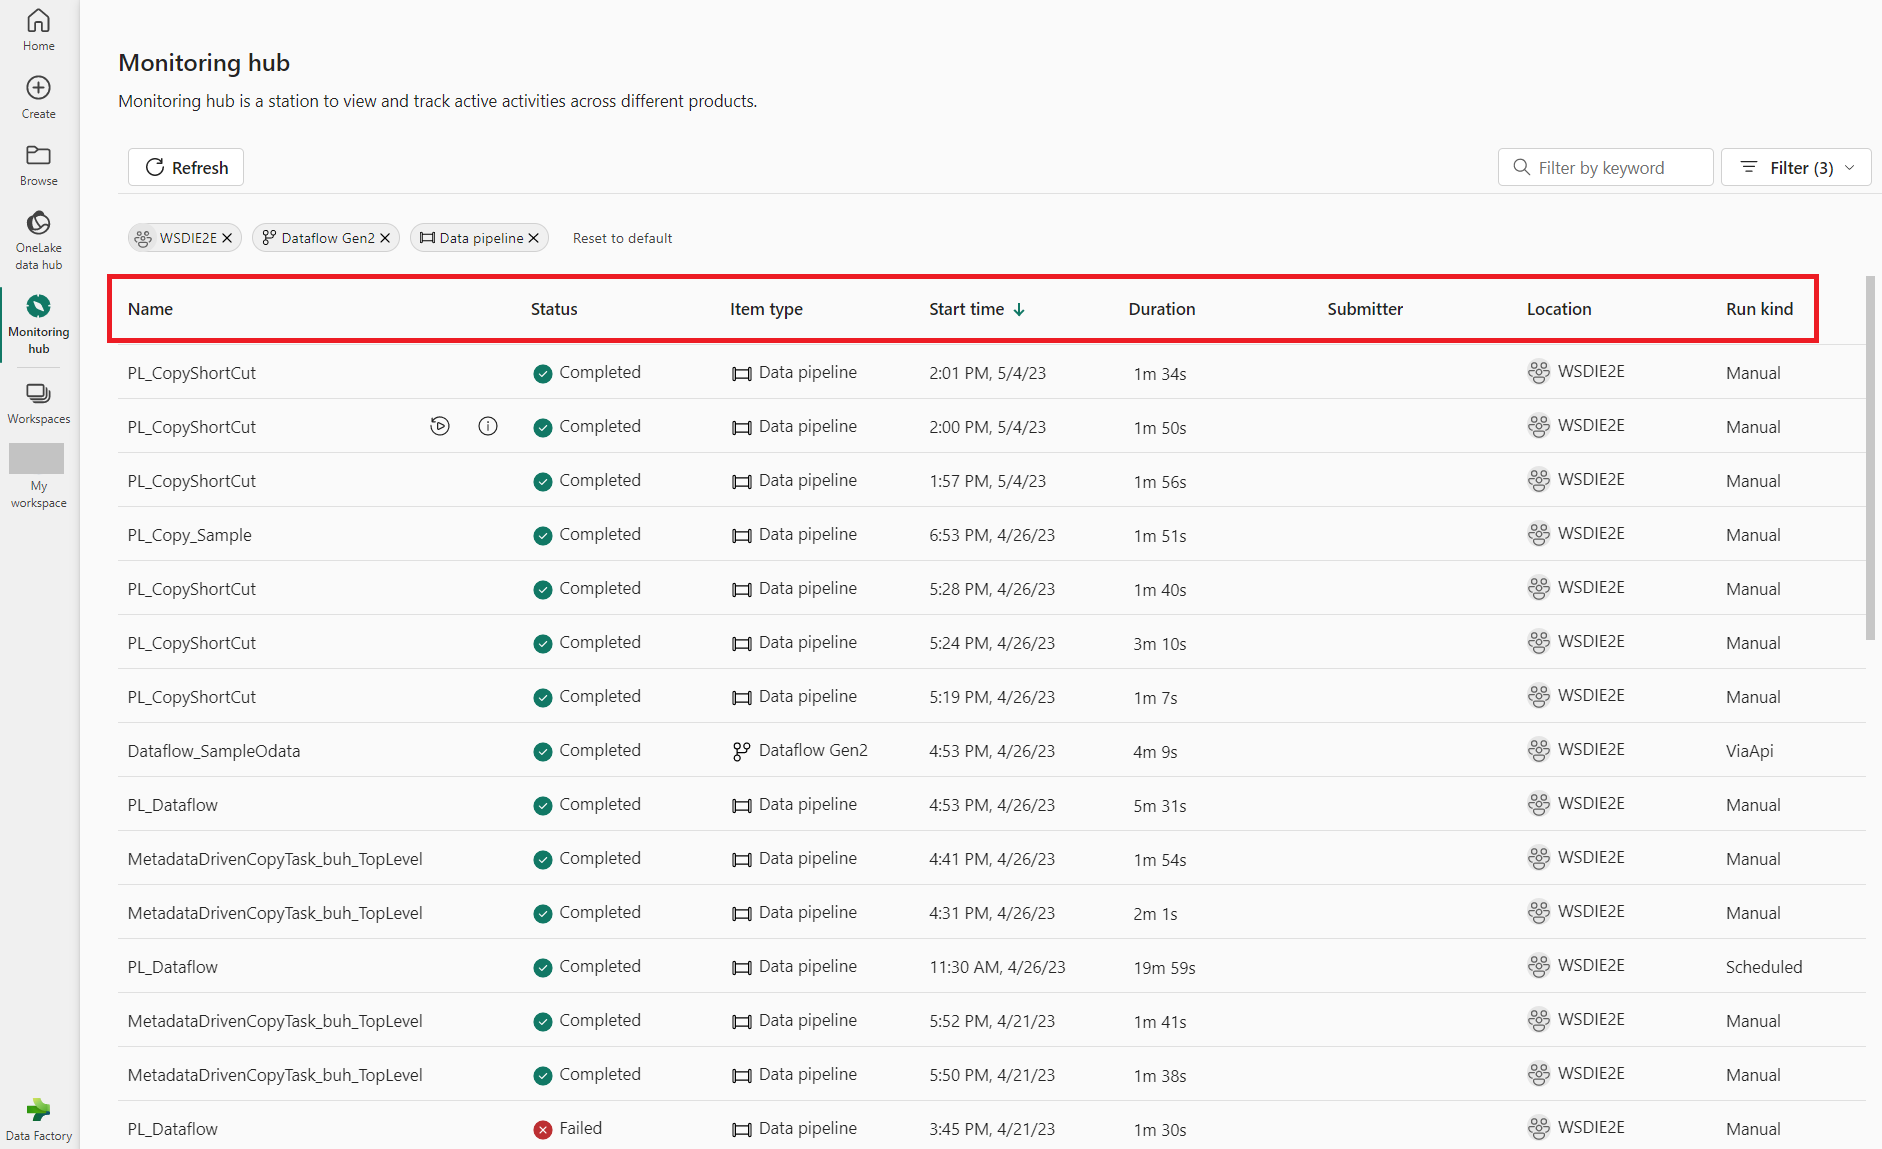 Home
Create
Browse
OneLake
data hub
Monitoring
hub
Workspaces
My
workspace
Data Factory
Monitoring hub
Monitoring hub is a station to view and track active activities across different products.
Refresh
Filter by keyword
Filter (3)
WSDIE2E Dataflow Gen2 Data pipeline Reset to default
Name Status Item type Start time Duration Submitter Location Run kind
PL_CopyShortCut Completed Data pipeline 2:01 PM, 5/4/23 1m 34s WSDIE2E Manual
PL_CopyShortCut Completed Data pipeline 2:00 PM, 5/4/23 1m 50s WSDIE2E Manual
PL_CopyShortCut Completed Data pipeline 1:57 PM, 5/4/23 1m 56s WSDIE2E Manual
PL_Copy_Sample Completed Data pipeline 6:53 PM, 4/26/23 1m 51s WSDIE2E Manual
PL_CopyShortCut Completed Data pipeline 5:28 PM, 4/26/23 1m 40s WSDIE2E Manual
PL_CopyShortCut Completed Data pipeline 5:24 PM, 4/26/23 3m 10s WSDIE2E Manual
PL_CopyShortCut Completed Data pipeline 5:19 PM, 4/26/23 1m 7s WSDIE2E Manual
Dataflow_SampleOdata Completed Dataflow Gen2 4:53 PM, 4/26/23 4m 9s WSDIE2E ViaApi
PL_Dataflow Completed Data pipeline 4:53 PM, 4/26/23 5m 31s WSDIE2E Manual
MetadataDrivenCopyTask_buh_TopLevel Completed Data pipeline 4:41 PM, 4/26/23 1m 54s WSDIE2E Manual
MetadataDrivenCopyTask_buh_TopLevel Completed Data pipeline 4:31 PM, 4/26/23 2m 1s WSDIE2E Manual
PL_Dataflow Completed Data pipeline 11:30 AM, 4/26/23 19m 59s WSDIE2E Scheduled
MetadataDrivenCopyTask_buh_TopLevel Completed Data pipeline 5:52 PM, 4/21/23 1m 41s WSDIE2E Manual
MetadataDrivenCopyTask_buh_TopLevel Completed Data pipeline 5:50 PM, 4/21/23 1m 38s WSDIE2E Manual
PL_Dataflow Failed Data pipeline 3:45 PM, 4/21/23 1m 30s WSDIE2E Manual